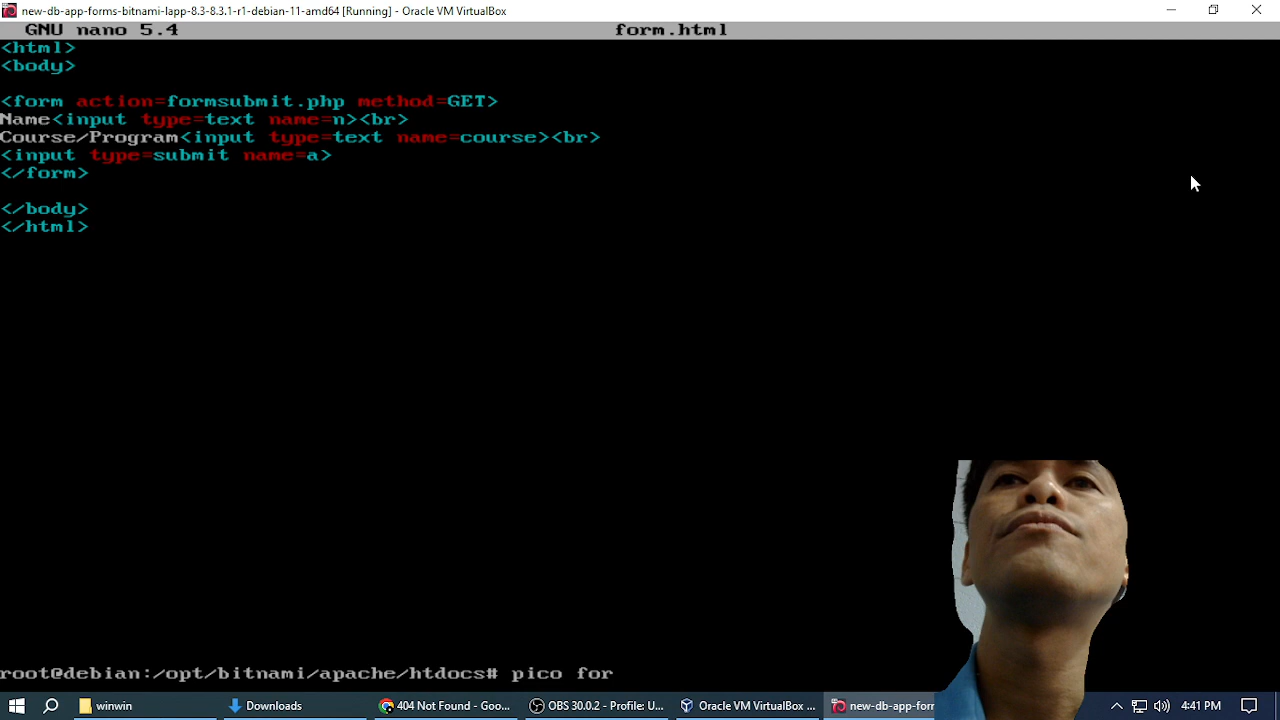 new-db-app-forms-bitnami-lapp-8.3-8.3.1-r1-debian-11-amd64 [Running] - Oracle VM VirtualBox
GNU nano 5.4 form.html
<html>
<body>
<form action=formsubmit.php method=GET>
Name<input type=text name=n><br>
Course/Program<input type=text name=course><br>
<input type=submit name=a>
</form>
</body>
</html>
root@debian:/opt/bitnami/apache/htdocs# pico for
winwin Downloads 404 Not Found - Goo... OBS 30.0.2 - Profile: U... Oracle VM VirtualBox ... new-db-app-forr 4:41 PM